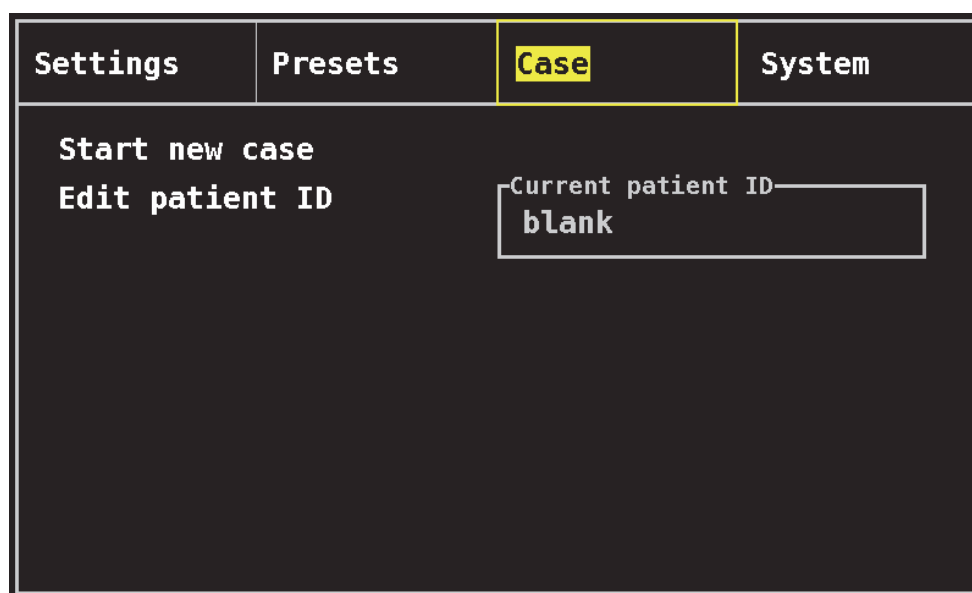 Settings Presets Case System
Start new case
Edit patient ID
Current patient ID
blank